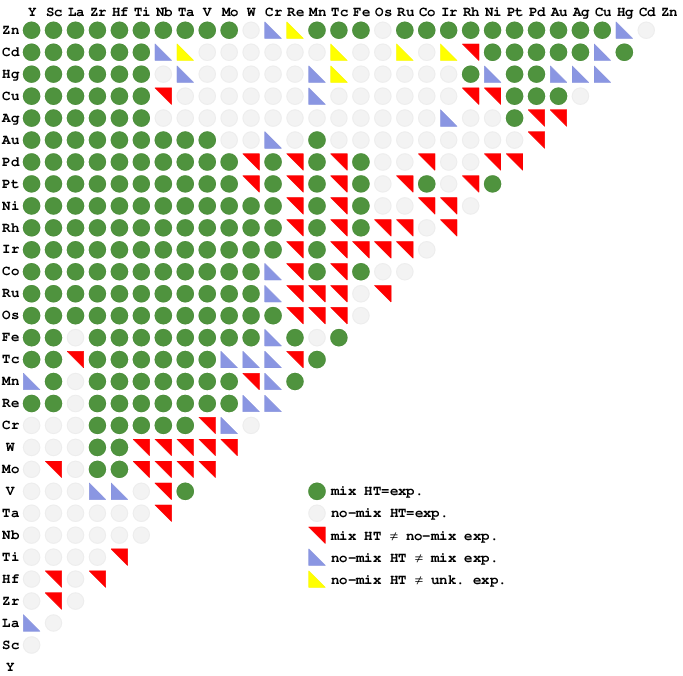 Y Sc La Zr Hf Ti Nb Ta V Mo W Cr Re Mn Tc Fe Os Ru Co Ir Rh Ni Pt Pd Au Ag Cu Hg Cd Zn
Zn
Cd
Hg
Cu
Ag
Au
Pd
Pt
Ni
Rh
Ir
Co
Ru
Os
Fe
Tc
Mn
Re
Cr
W
Mo
V
mix HT=exp.
Ta
no-mix HT=exp.
Nb
mix HT ≠ no-mix exp.
Ti
no-mix HT ≠ mix exp.
Hf
no-mix HT ≠ unk. exp.
Zr
La
Sc
Y